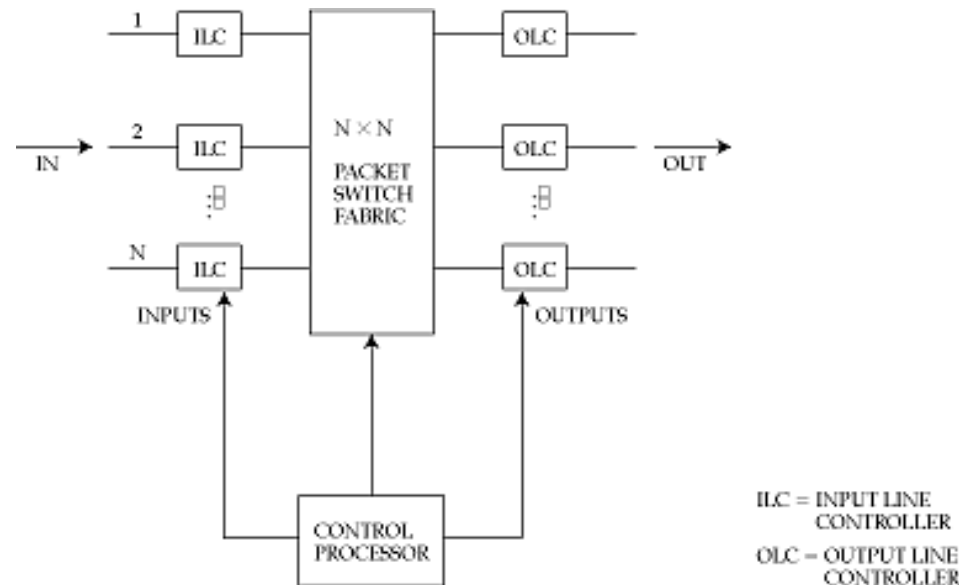 1
ILC
OLC
N × N
PACKET
SWITCH
FABRIC
IN
2
ILC
OLC
OUT
N
ILC
OLC
INPUTS
OUTPUTS
CONTROL
PROCESSOR
ILC = INPUT LINE
CONTROLLER
OLC = OUTPUT LINE
CONTROLLER